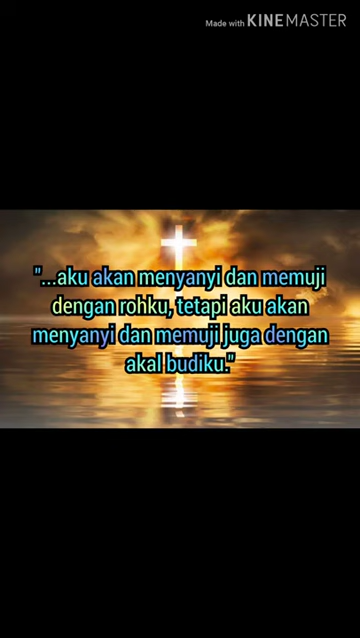 Made with KINEMASTER
"...aku akan menyanyi dan memuji
dengan rohku, tetapi aku akan
menyanyi dan memuji juga dengan
akal budiku."